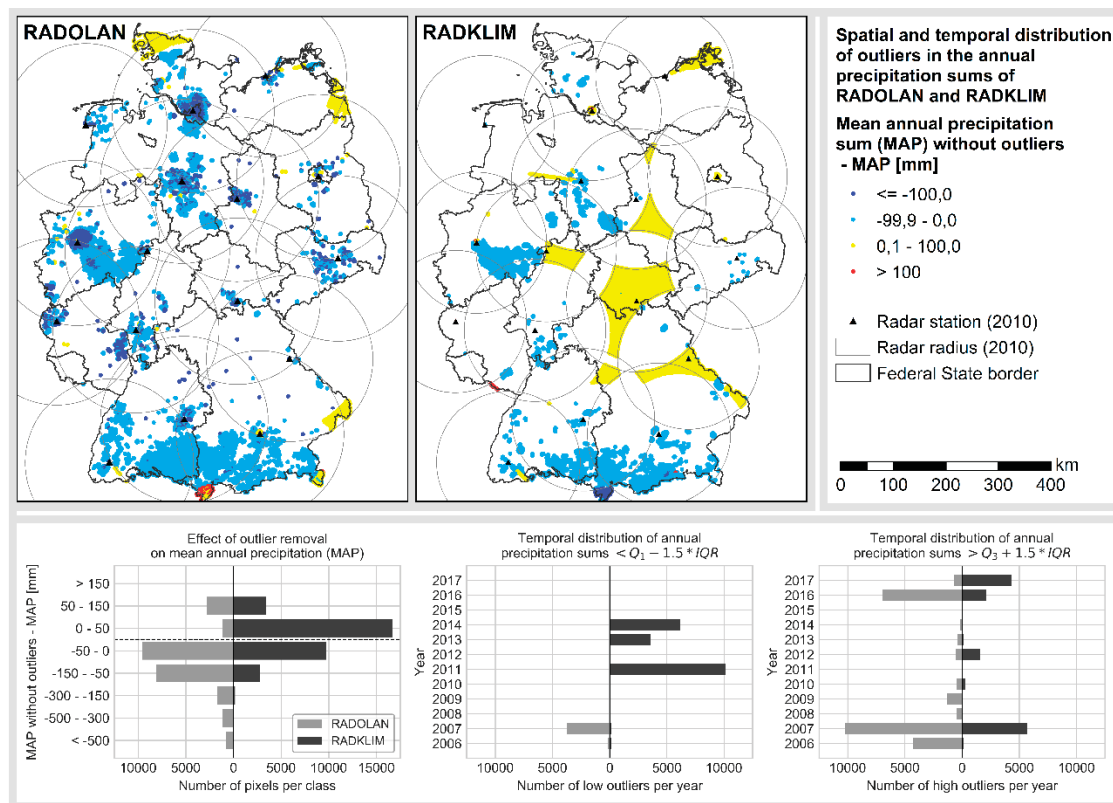 RADOLAN
RADKLIM
Spatial and temporal distribution
of outliers in the annual
precipitation sums of
RADOLAN and RADKLIM
Mean annual precipitation
sum (MAP) without outliers
- MAP [mm]
<= -100,0
-99,9 - 0,0
0,1 - 100,0
> 100
Radar station (2010)
Radar radius (2010)
Federal State border
km
0 100 200 300 400
Effect of outlier removal
on mean annual precipitation (MAP)
MAP without outliers - MAP [mm]
> 150
50 - 150
0 - 50
-50 - 0
-150 - -50
-300 - -150
-500 - -300
< -500
RADOLAN
RADKLIM
10000 5000 0 5000 10000 15000
Number of pixels per class
Temporal distribution of annual
precipitation sums < Q₁ − 1.5 * IQR
Year
2017
2016
2015
2014
2013
2012
2011
2010
2009
2008
2007
2006
10000 5000 0 5000 10000
Number of low outliers per year
Temporal distribution of annual
precipitation sums > Q₃ + 1.5 * IQR
Year
2017
2016
2015
2014
2013
2012
2011
2010
2009
2008
2007
2006
10000 5000 0 5000 10000
Number of high outliers per year